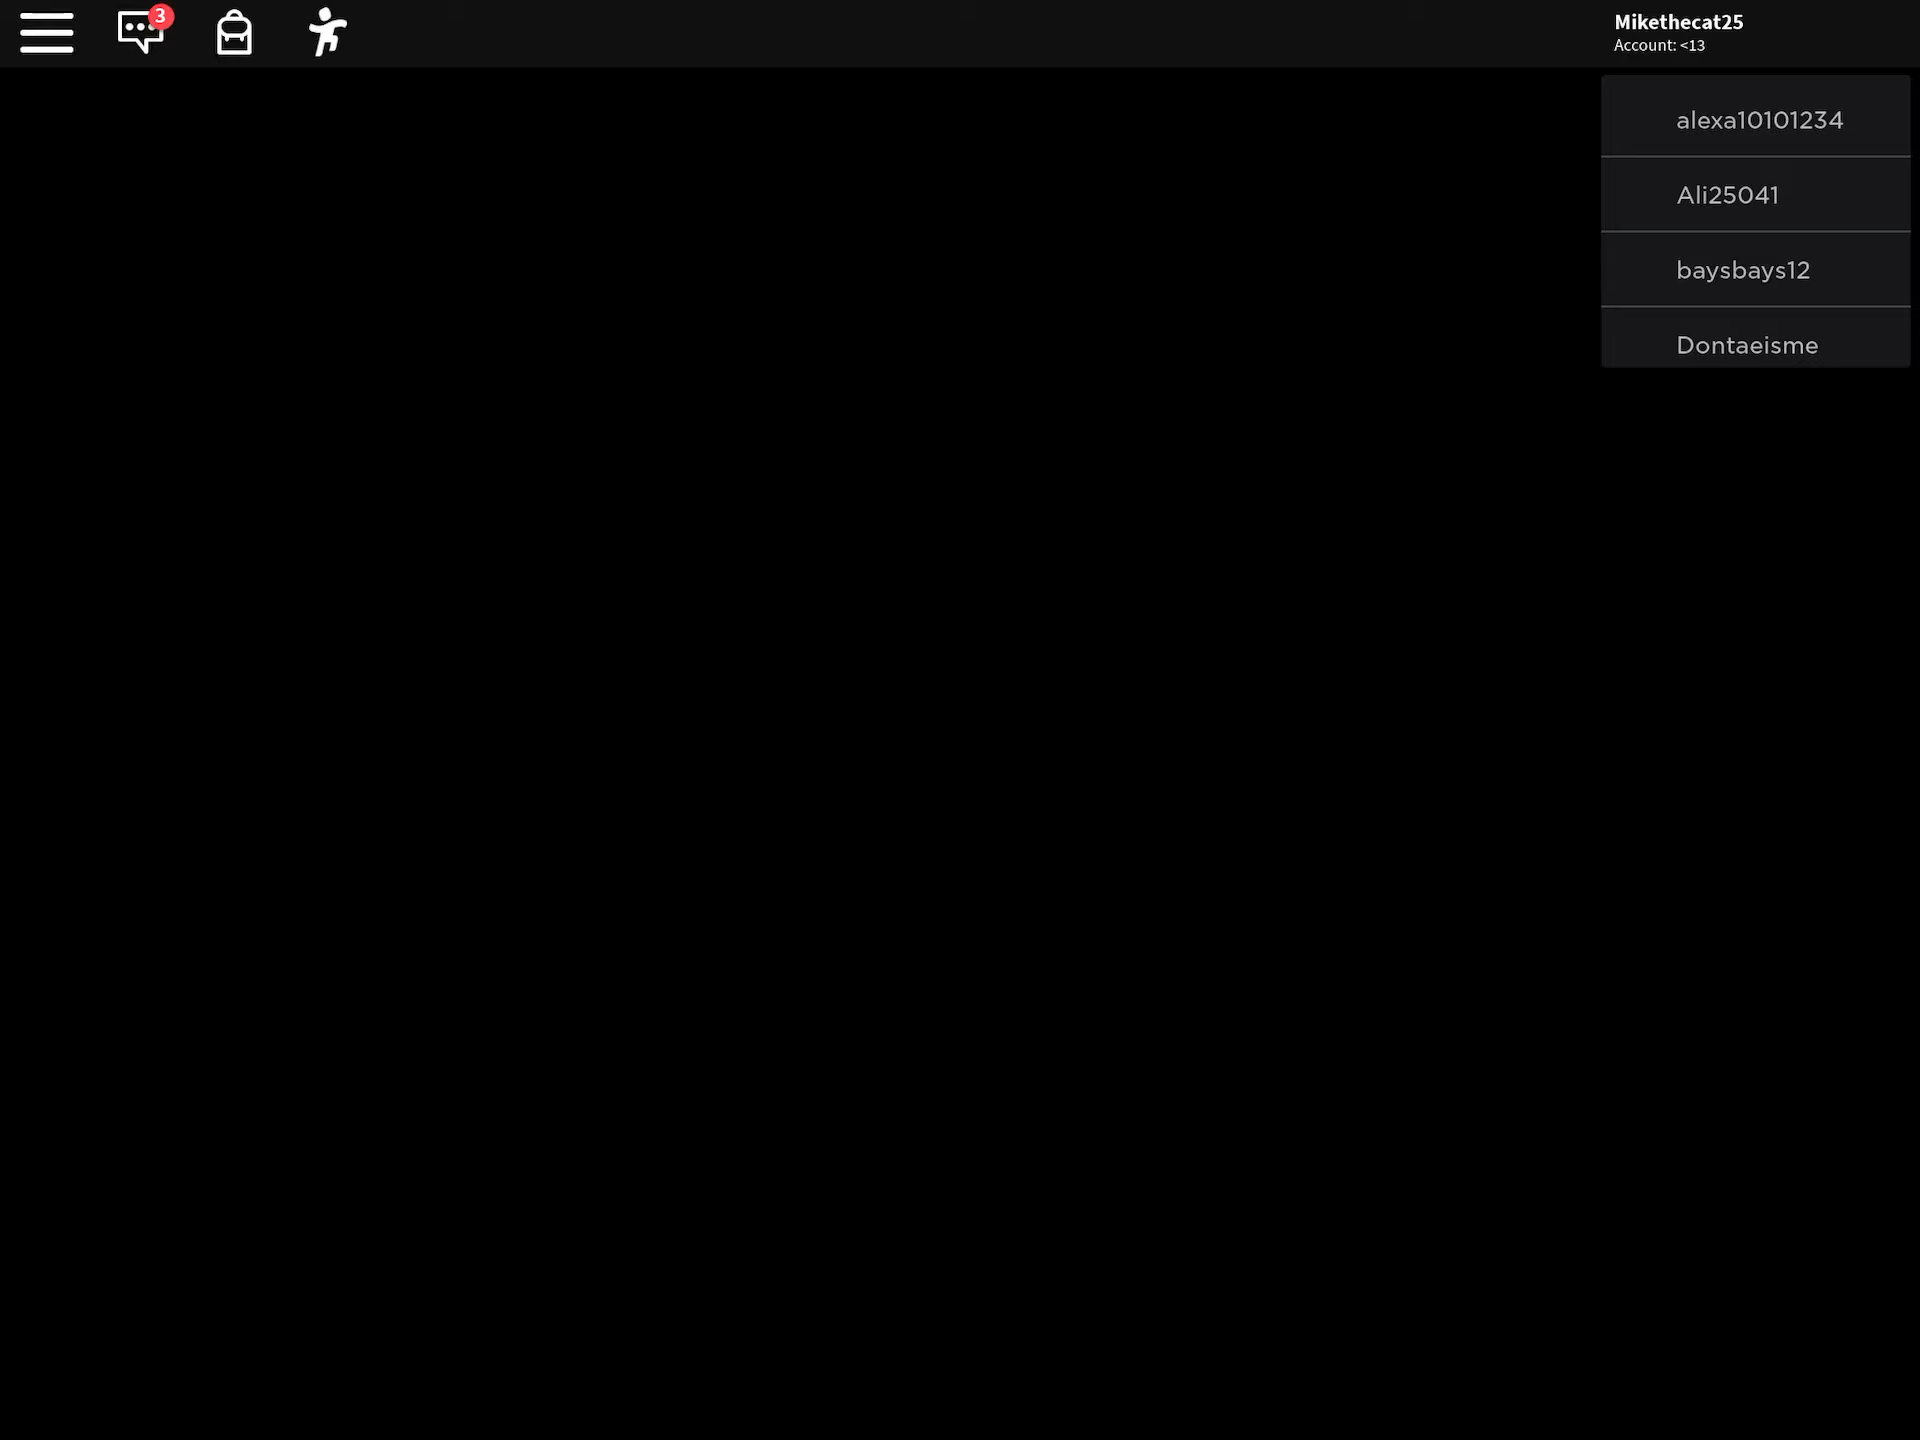 3
Mikethecat25
Account: <13
alexa10101234
Ali25041
baysbays12
Dontaeisme